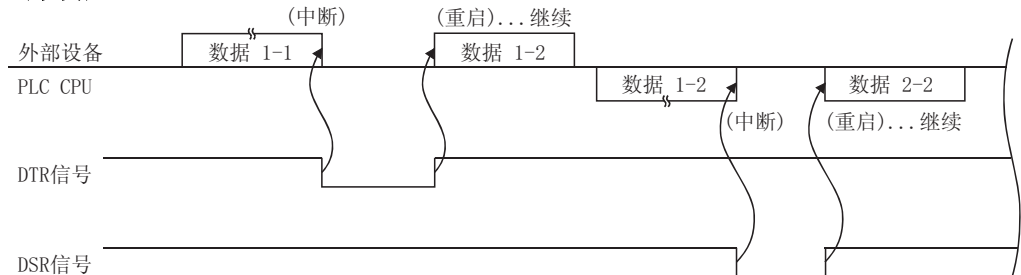 (中断)
(重启)...继续
外部设备
数据 1-1
数据 1-2
PLC CPU
数据 1-2
数据 2-2
(中断)
(重启)...继续
DTR信号
DSR信号